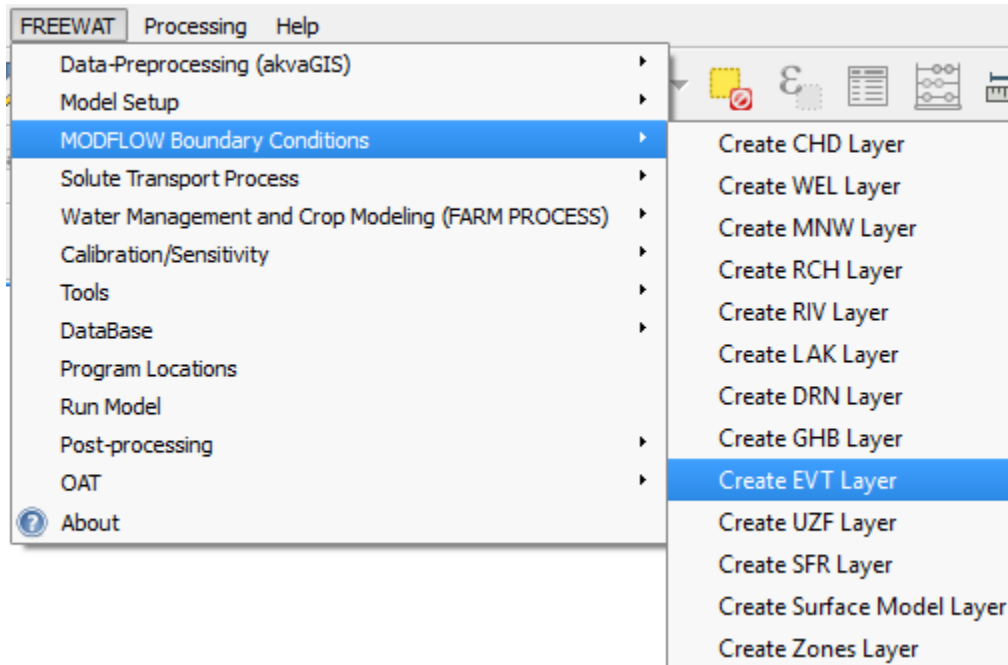 FREEWAT Processing Help
Data-Preprocessing (akvaGIS)
Model Setup
MODFLOW Boundary Conditions
Solute Transport Process
Water Management and Crop Modeling (FARM PROCESS)
Calibration/Sensitivity
Tools
DataBase
Program Locations
Run Model
Post-processing
OAT
About
Create CHD Layer
Create WEL Layer
Create MNW Layer
Create RCH Layer
Create RIV Layer
Create LAK Layer
Create DRN Layer
Create GHB Layer
Create EVT Layer
Create UZF Layer
Create SFR Layer
Create Surface Model Layer
Create Zones Layer